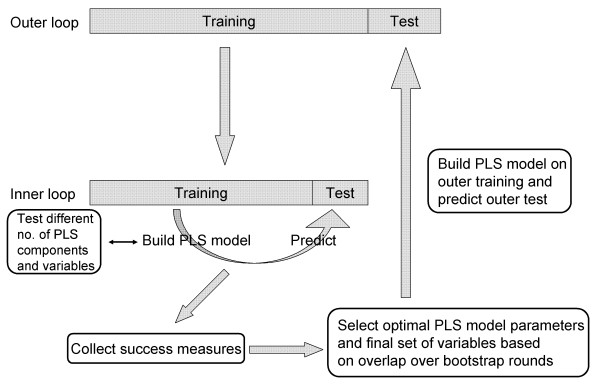 Outer loop
Training
Test
Inner loop
Training
Test
Test different
no. of PLS
components
and variables
Build PLS model
Predict
Build PLS model on
outer training and
predict outer test
Collect success measures
Select optimal PLS model parameters
and final set of variables based
on overlap over bootstrap rounds